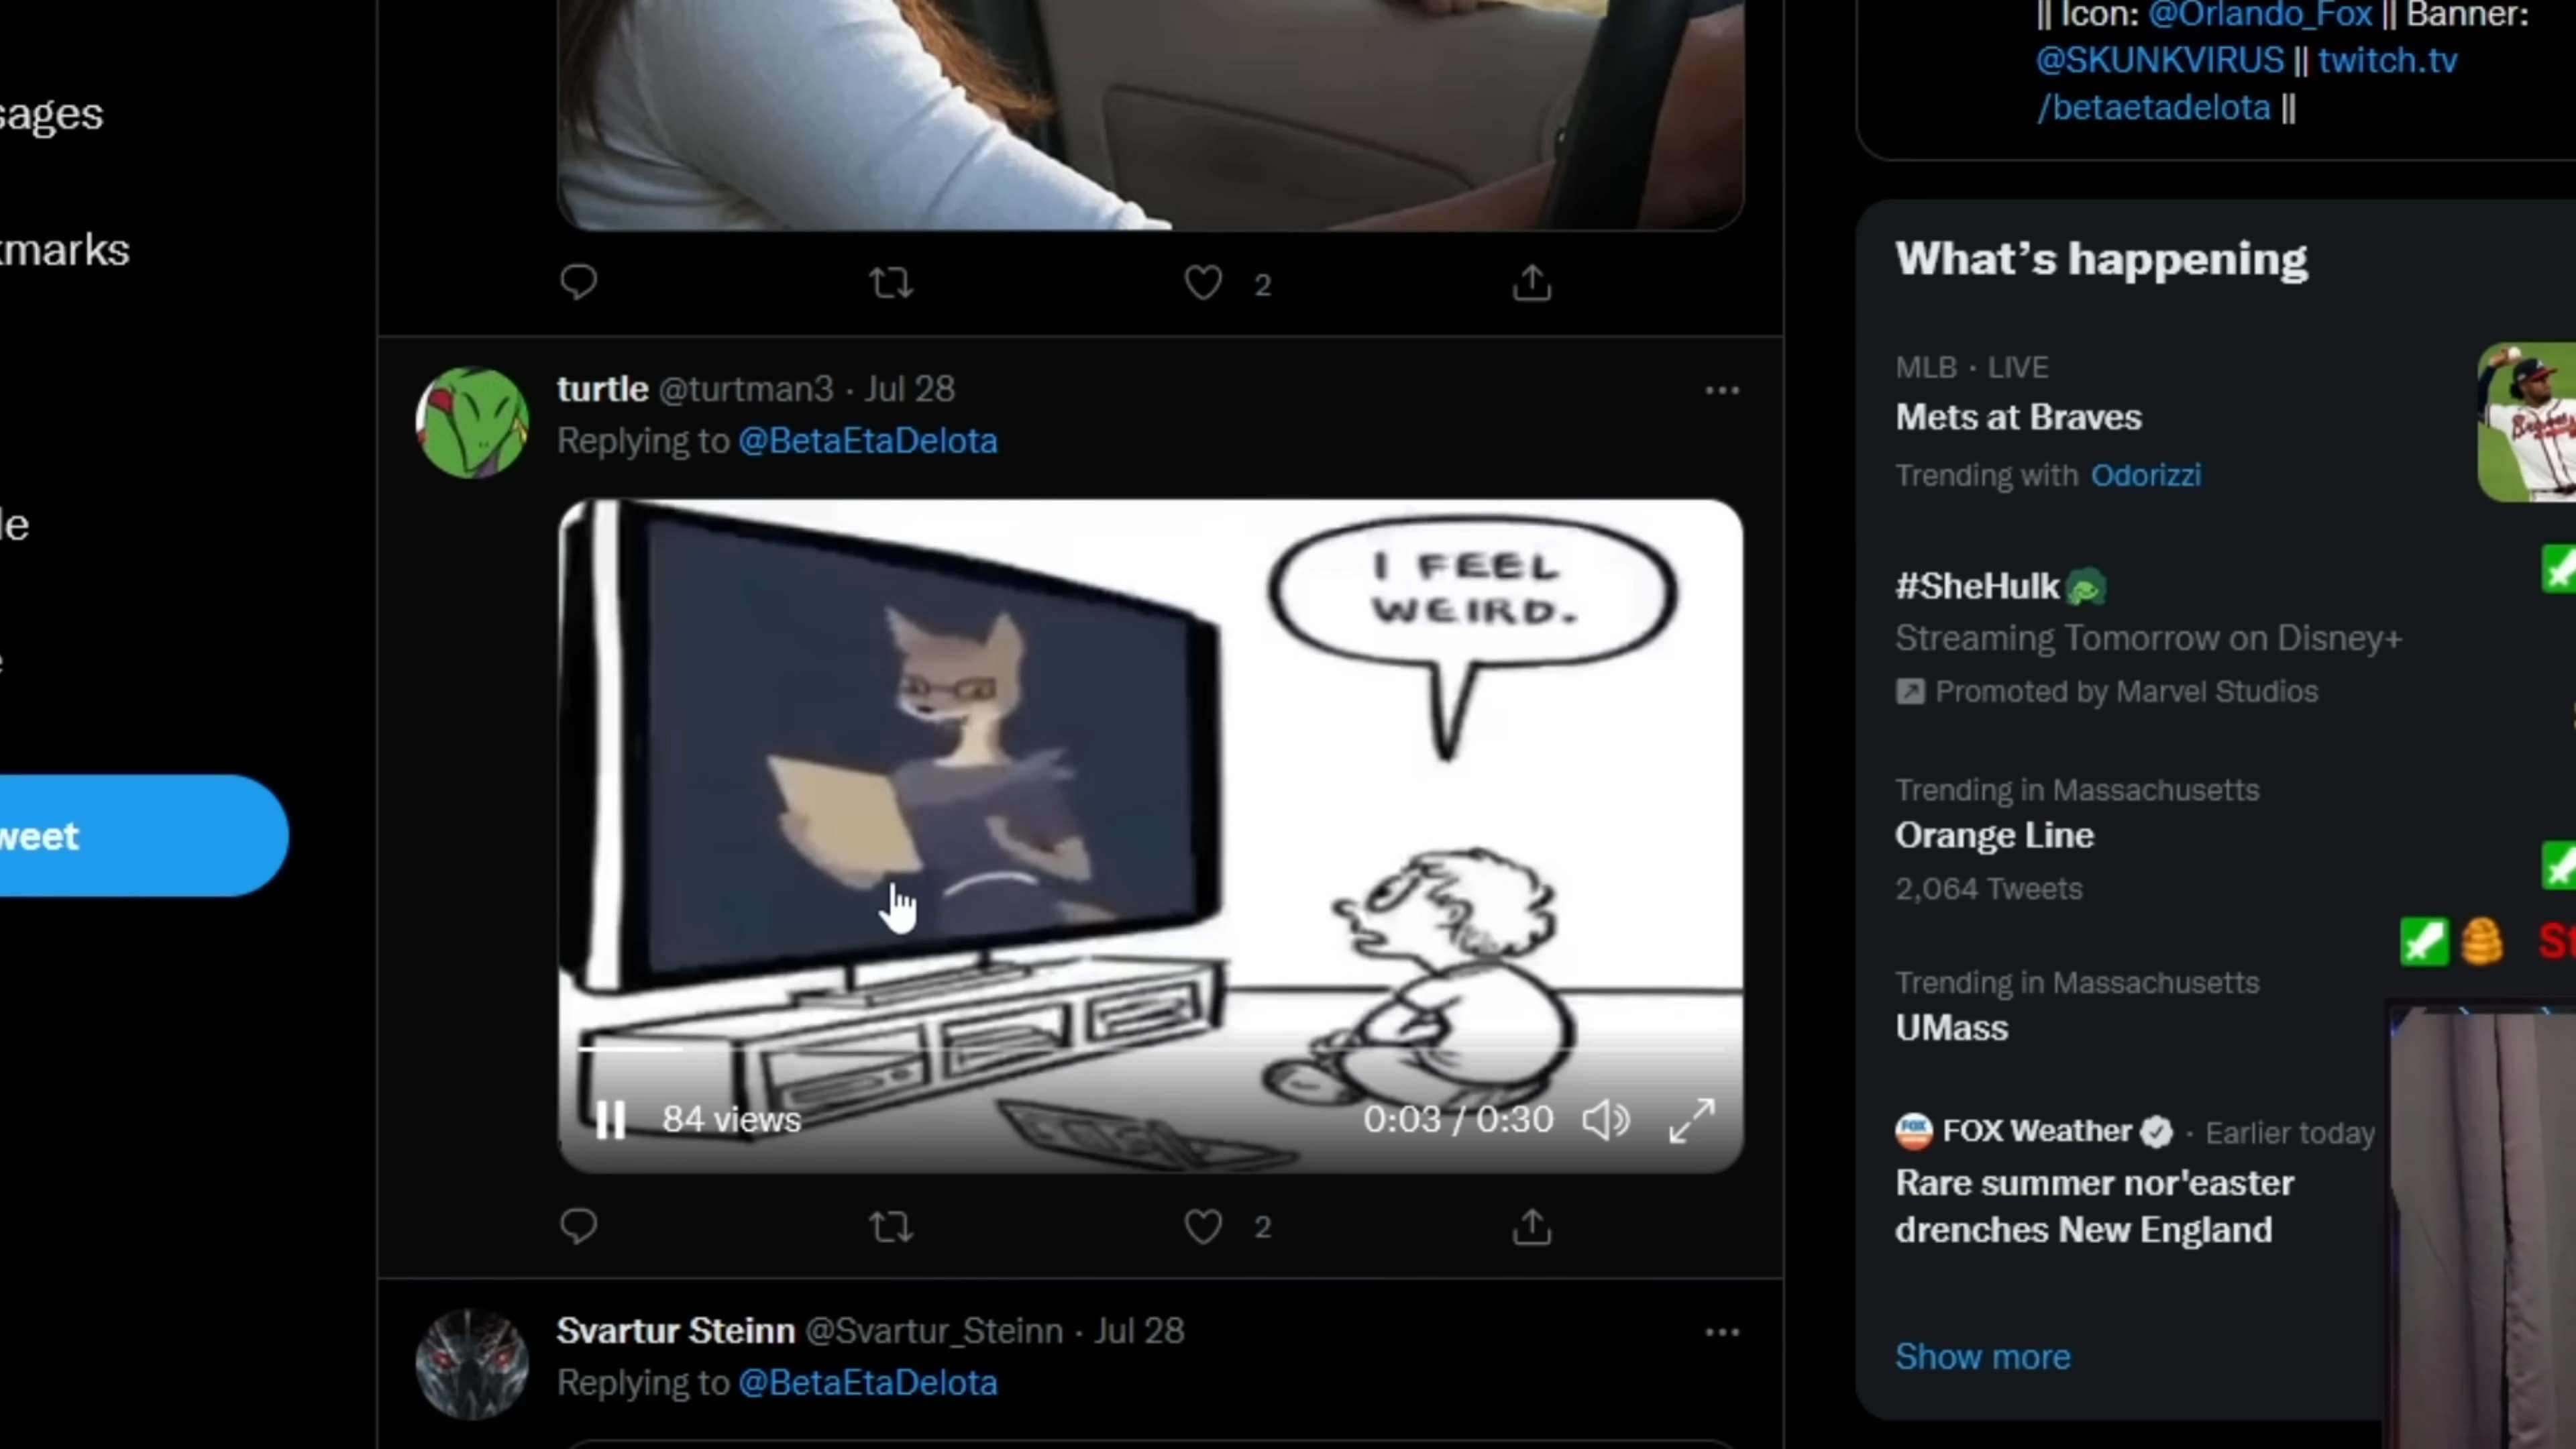 sages
kmarks
le
e
weet
2
turtle @turtman3 · Jul 28
Replying to @BetaEtaDelota
I FEEL
WEIRD.
84 views
0:03 / 0:30
2
Svartur Steinn @Svartur_Steinn · Jul 28
Replying to @BetaEtaDelota
|| Icon: @Orlando_Fox || Banner:
@SKUNKVIRUS || twitch.tv
/betaetadelota ||
What's happening
MLB · LIVE
Mets at Braves
Trending with Odorizzi
#SheHulk
Streaming Tomorrow on Disney+
Promoted by Marvel Studios
Trending in Massachusetts
Orange Line
2,064 Tweets
St
Trending in Massachusetts
UMass
FOX
FOX Weather · Earlier today
Rare summer nor'easter
drenches New England
Show more